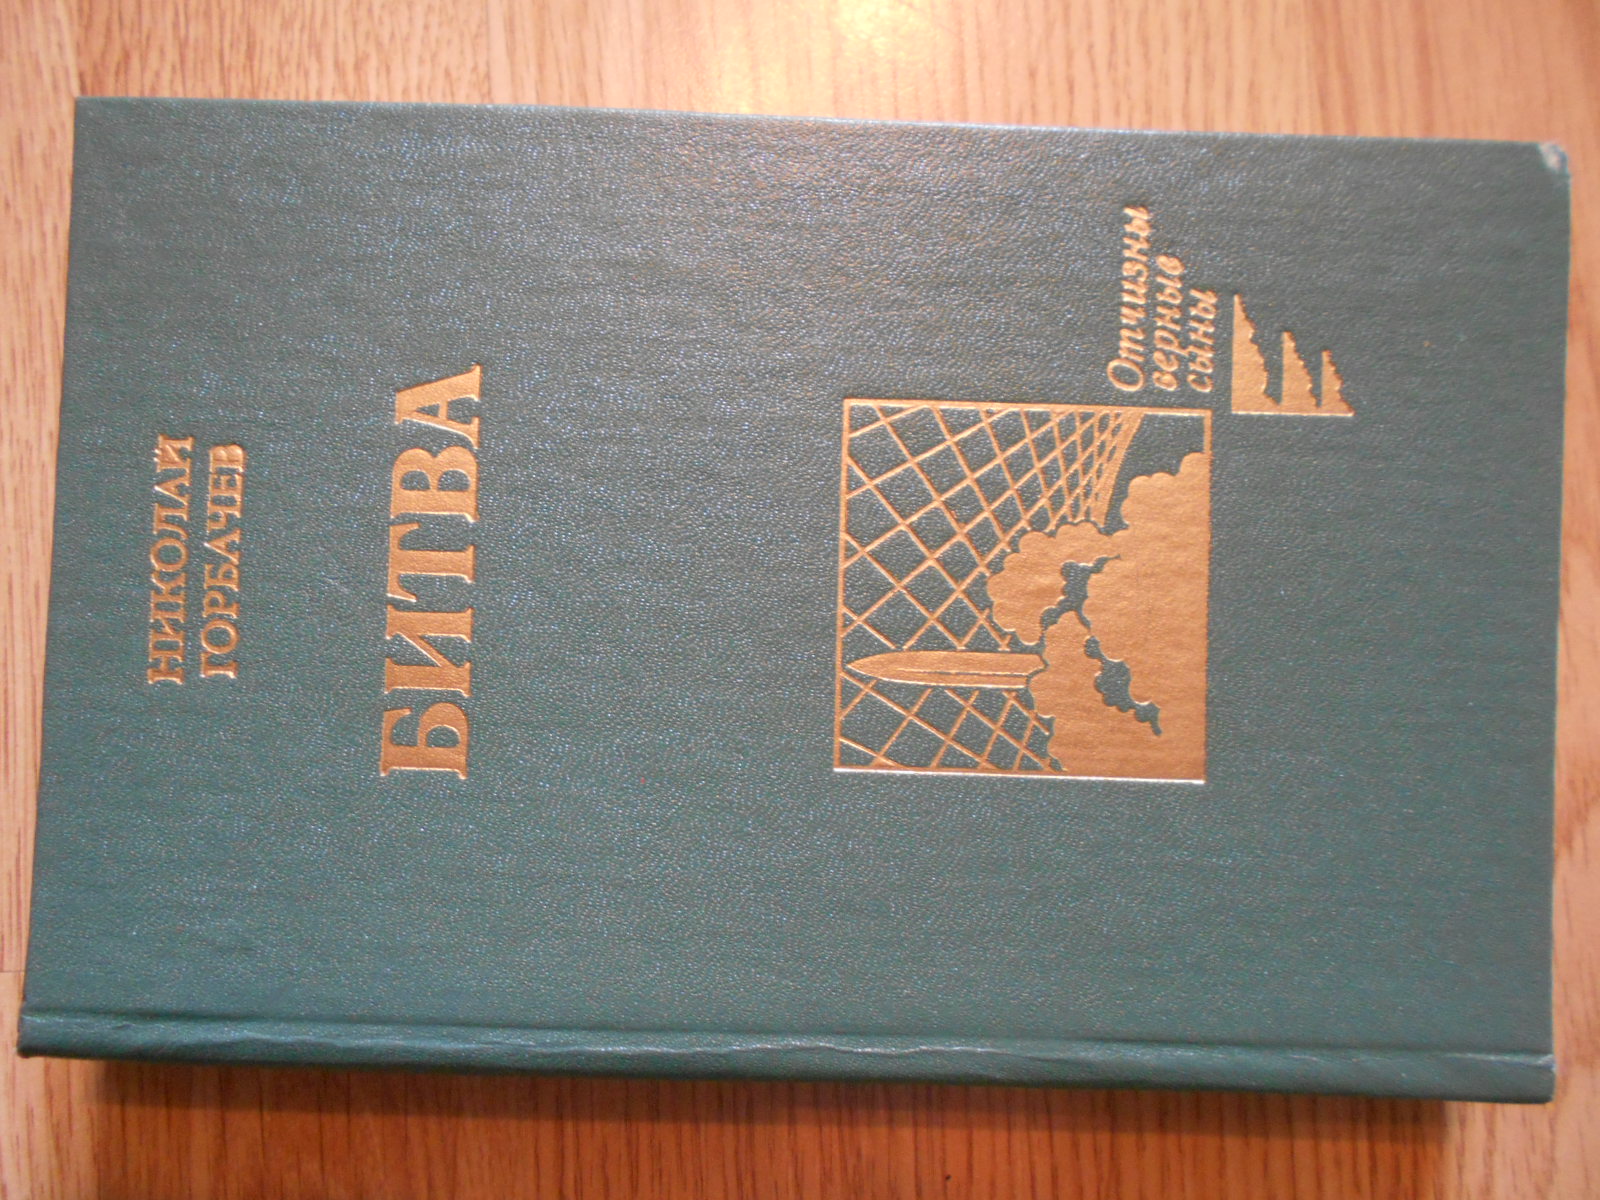 НИКОЛАЙ
ГОРБАЧЕВ
БИТВА
Отчизны
верные
сыны